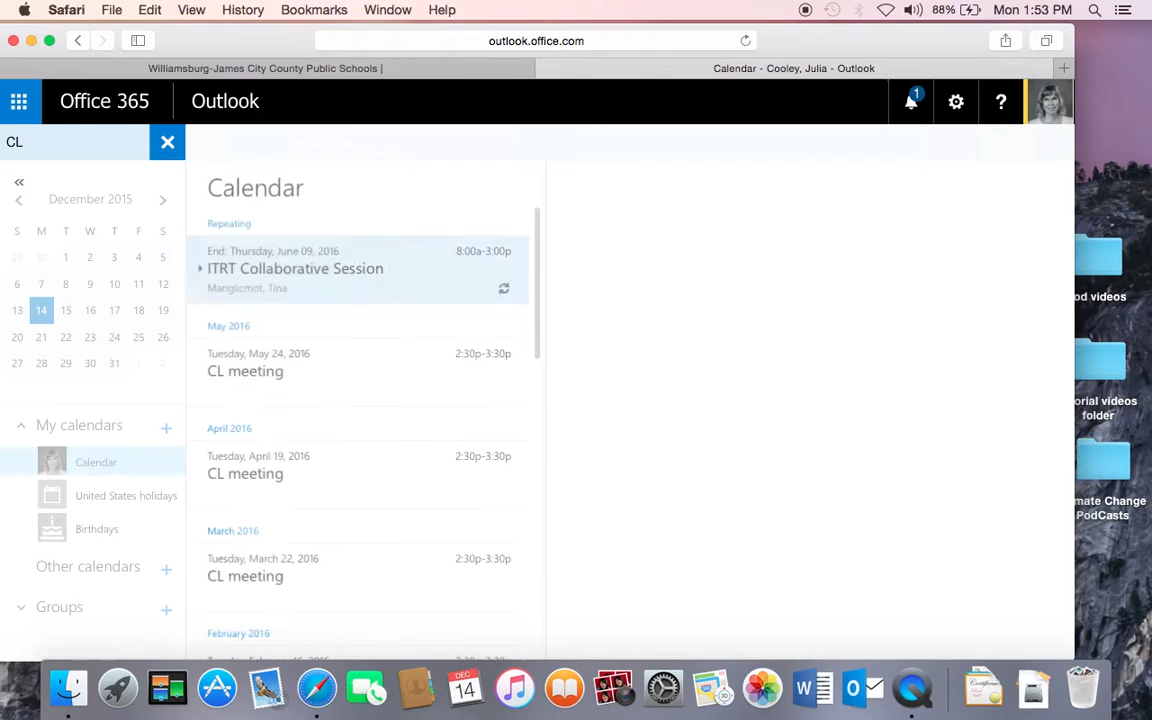 Safari File Edit View History Bookmarks Window Help 88% Mon 1:53 PM
outlook.office.com
Williamsburg-James City County Public Schools |
Calendar - Cooley, Julia - Outlook
Office 365 Outlook 1 ?
CL
«
December 2015
S M T W T F S
29 30 1 2 3 4 5
6 7 8 9 10 11 12
13 14 15 16 17 18 19
20 21 22 23 24 25 26
27 28 29 30 31 1 2
My calendars
Calendar
United States holidays
Birthdays
Other calendars
Groups
Calendar
Repeating
End: Thursday, June 09, 2016 8:00a-3:00p
ITRT Collaborative Session
Manglicmot, Tina
May 2016
Tuesday, May 24, 2016 2:30p-3:30p
CL meeting
April 2016
Tuesday, April 19, 2016 2:30p-3:30p
CL meeting
March 2016
Tuesday, March 22, 2016 2:30p-3:30p
CL meeting
February 2016
od videos
orial videos
folder
mate Change
PodCasts
DEC
14